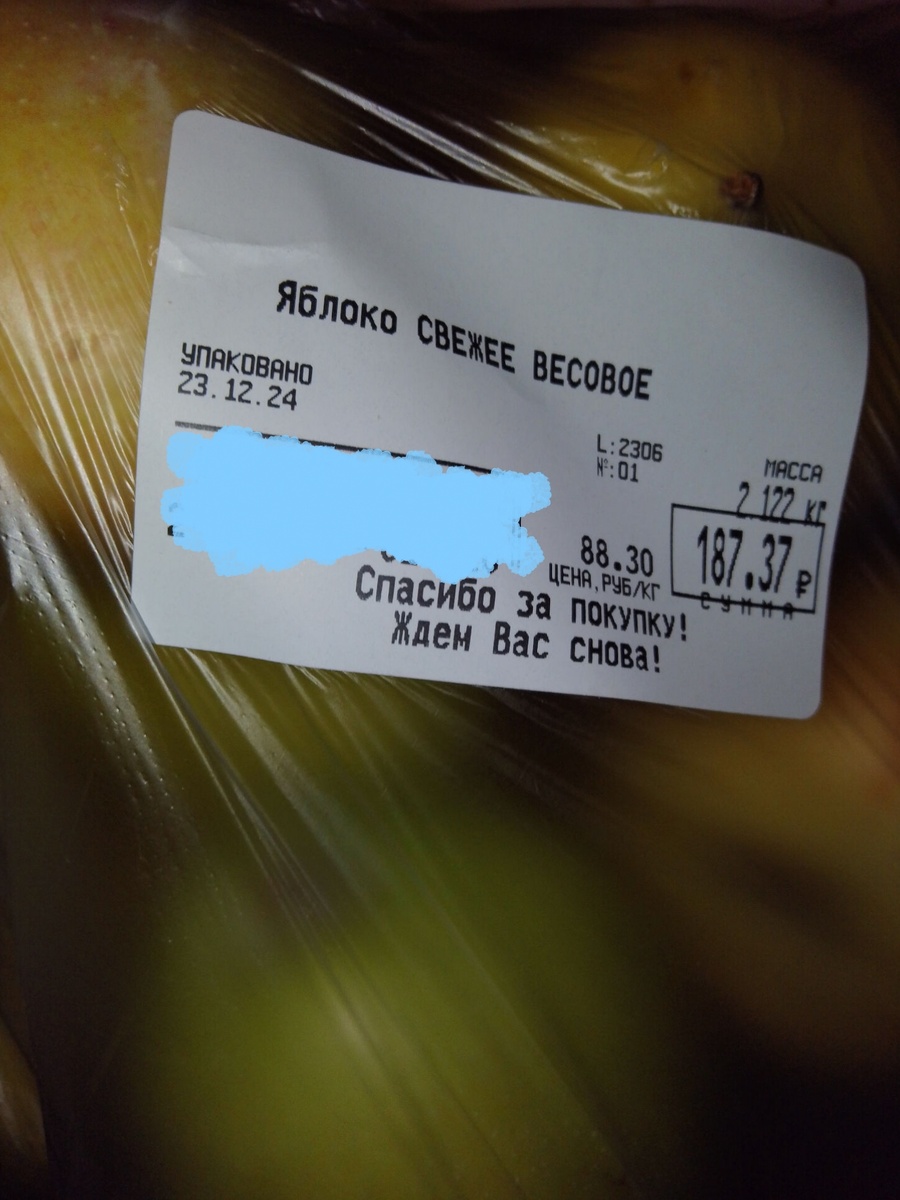 Яблоко СВЕЖЕЕ ВЕСОВОЕ
УПАКОВАНО
23.12.24
L:2306
№:01
МАССА
2.122 кг
88.30
ЦЕНА,РУБ/КГ
187.37 ₽
СУММА
Спасибо за покупку!
Ждем Вас снова!